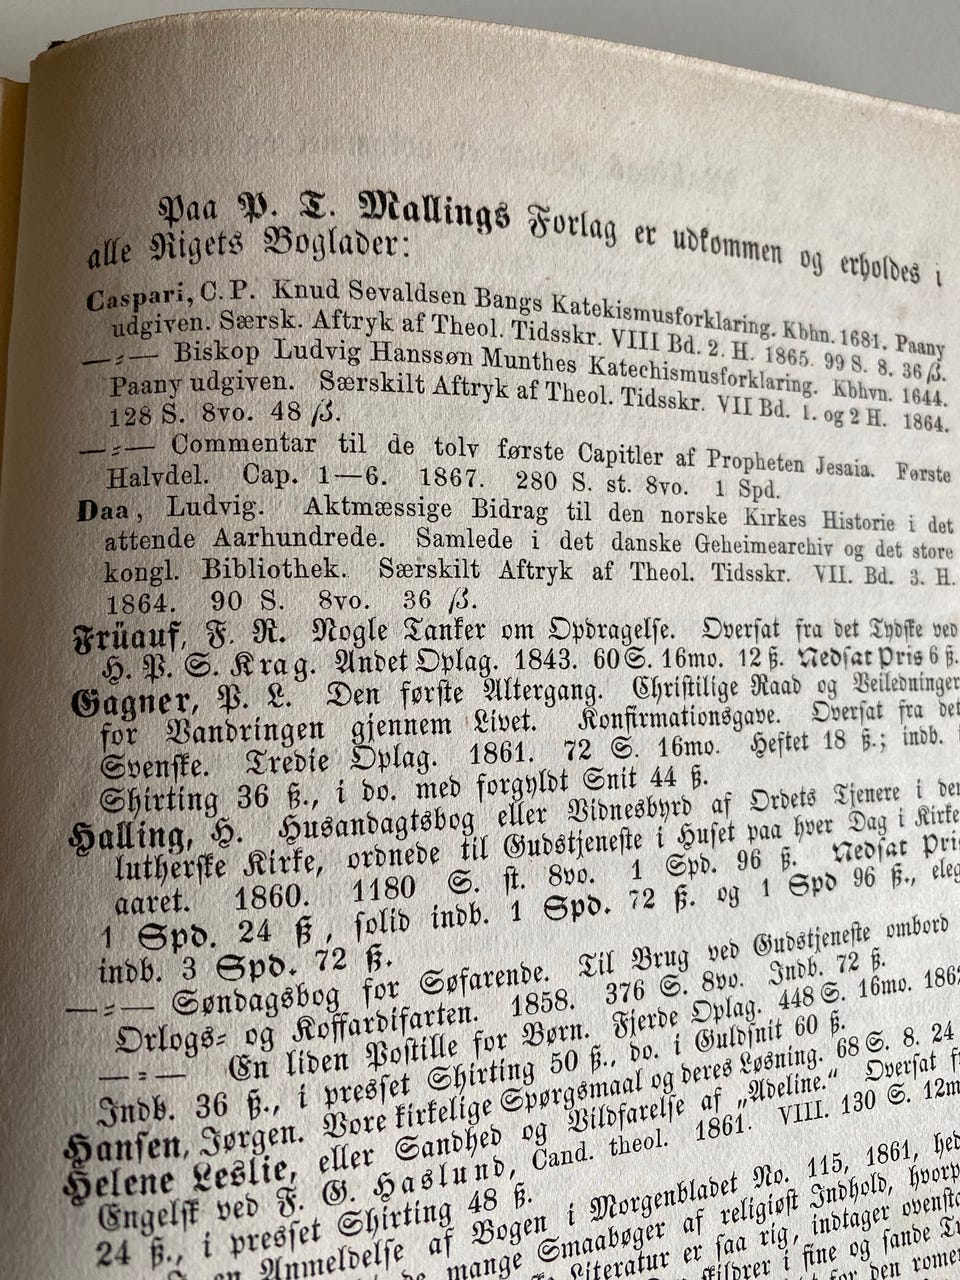 Paa P. T. Mallings Forlag er udkommen og erholdes i
alle Rigets Boglader:
Caspari, C. P. Knud Sevaldsen Bangs Katekismusforklaring. Kbhn. 1681. Paany
udgiven. Særsk. Aftryk af Theol. Tidsskr. VIII Bd. 2. H. 1865. 99 S. 8. 36 β.
—:— Biskop Ludvig Hanssøn Munthes Katechismusforklaring. Kbhvn. 1644.
Paany udgiven. Særskilt Aftryk af Theol. Tidsskr. VII Bd. 1. og 2 H. 1864.
128 S. 8vo. 48 β.
—:— Commentar til de tolv første Capitler af Propheten Jesaia. Første
Halvdel. Cap. 1—6. 1867. 280 S. st. 8vo. 1 Spd.
Daa, Ludvig. Aktmæssige Bidrag til den norske Kirkes Historie i det
attende Aarhundrede. Samlede i det danske Geheimearchiv og det store
kongl. Bibliothek. Særskilt Aftryk af Theol. Tidsskr. VII. Bd. 3. H.
1864. 90 S. 8vo. 36 β.
Früauf, F. R. Nogle Tanker om Opdragelse. Oversat fra det Tydske ved
H. P. S. Krag. Andet Oplag. 1843. 60 S. 16mo. 12 ß. Nedsat Pris 6 ß.
Gagner, P. L. Den første Altergang. Christilige Raad og Veiledninger
for Vandringen gjennem Livet. Konfirmationsgave. Oversat fra det
Svenske. Tredie Oplag. 1861. 72 S. 16mo. Heftet 18 ß.; indb. i
Shirting 36 ß., i do. med forgyldt Snit 44 ß.
Halling, H. Husandagtsbog eller Vidnesbyrd af Ordets Tjenere i den
lutherske Kirke, ordnede til Gudstjeneste i Huset paa hver Dag i Kirke
aaret. 1860. 1180 S. st. 8vo. 1 Spd. 96 ß. Nedsat Pris
1 Spd. 24 ß, solid indb. 1 Spd. 72 ß. og 1 Spd 96 ß., eleg
indb. 3 Spd. 72 ß.
—:— Søndagsbog for Søfarende. Til Brug ved Gudstjeneste ombord
Orlogs- og Koffardifarten. 1858. 376 S. 8vo. Indb. 72 ß.
—:— En liden Postille for Børn. Fjerde Oplag. 448 S. 16mo. 1862
Indb. 36 ß., i presset Shirting 50 ß., do. i Guldsnit 60 ß.
Hansen, Jørgen. Vore kirkelige Spørgsmaal og deres Løsning. 68 S. 8. 24
Helene Leslie, eller Sandhed og Vildfarelse af „Adeline.“ Oversat fr
Engelsk ved F. G. Haslund, Cand. theol. 1861. VIII. 130 S. 12m
24 ß., i presset Shirting 48 ß.
en Anmeldelse af Bogen i Morgenbladet No. 115, 1861, hed
mange Smaabøger af religiøst Indhold, hvorp
Literatur er saa rig, indtager ovensta
skildrer i fine og sande Tr
for den rome